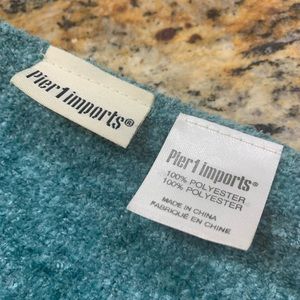 Pier1 imports®
Pier1 imports®
100% POLYESTER
100% POLYESTER
MADE IN CHINA
FABRIQUÉ EN CHINE